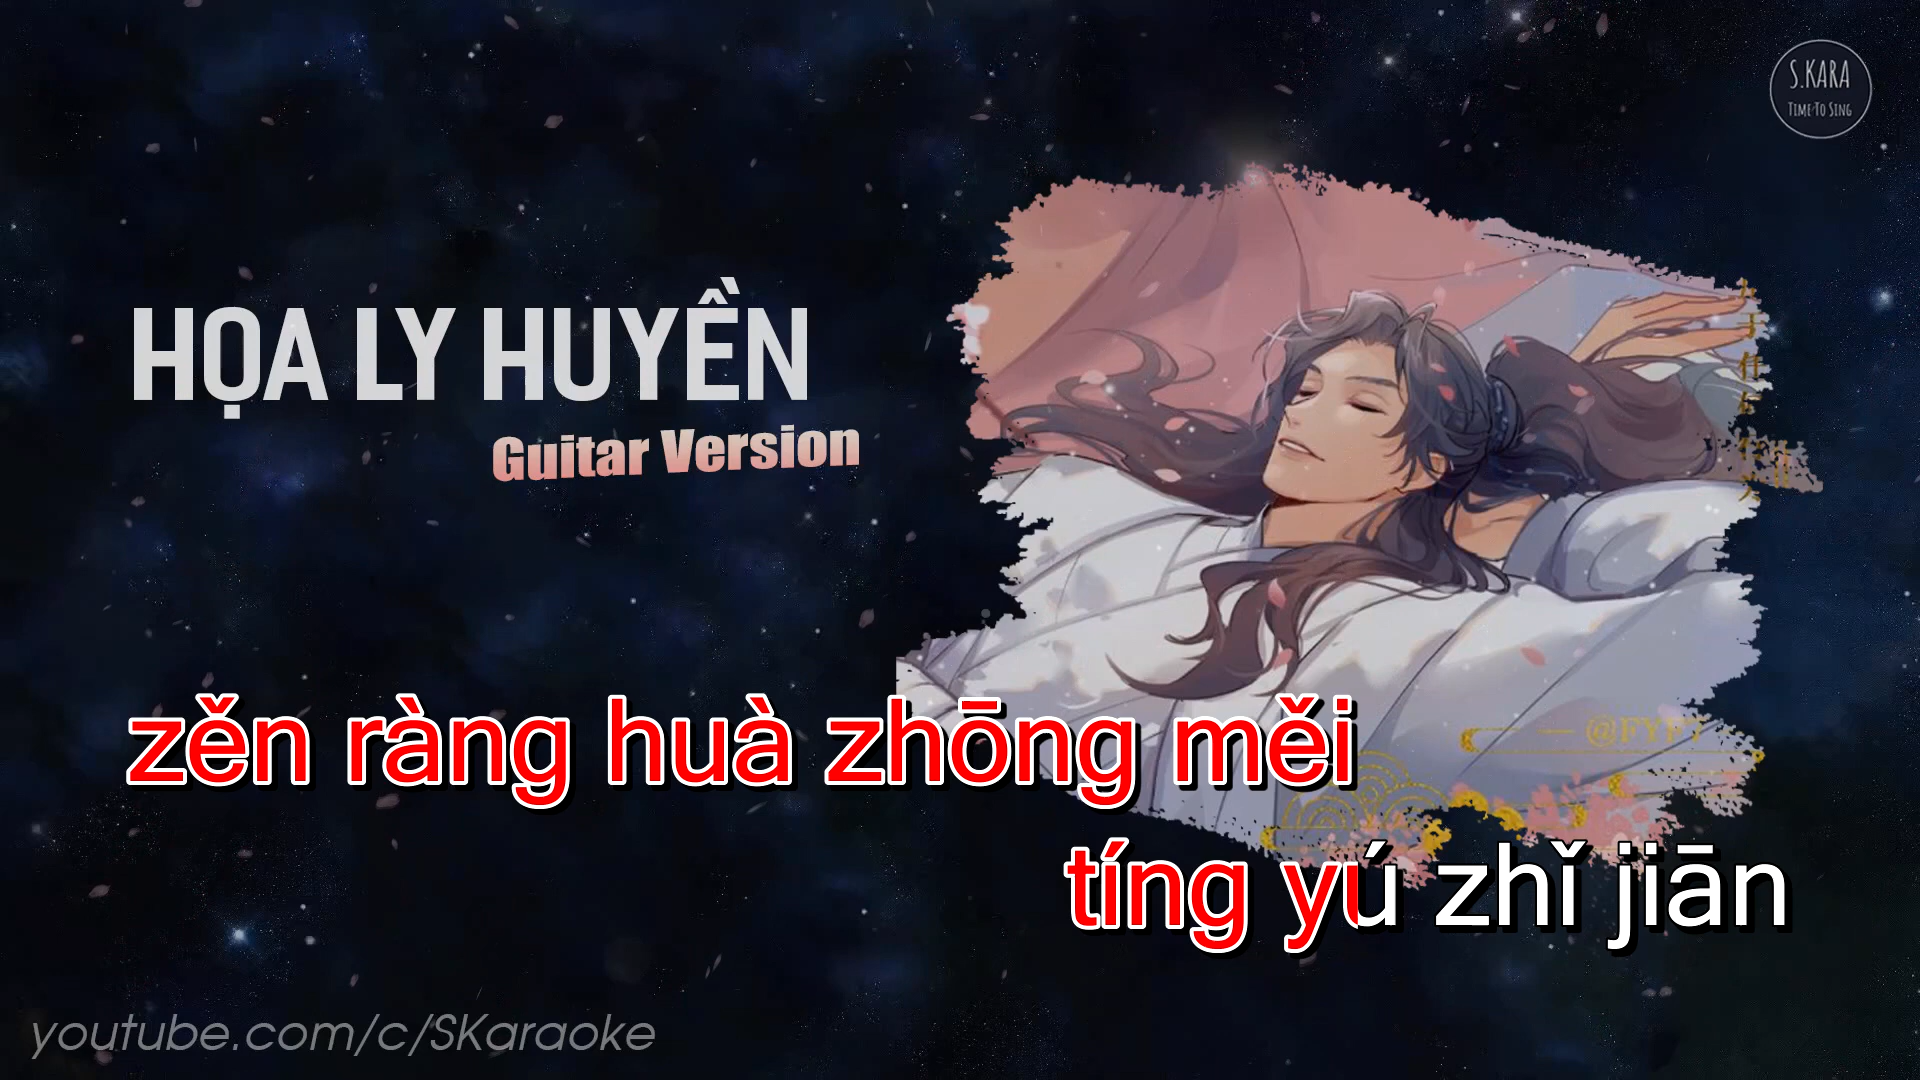 S.KARA
TIME TO SING
HỌA LY HUYỀN
Guitar Version
— @FYF7
zěn ràng huà zhōng měi
tíng yú zhǐ jiān
youtube.com/c/SKaraoke